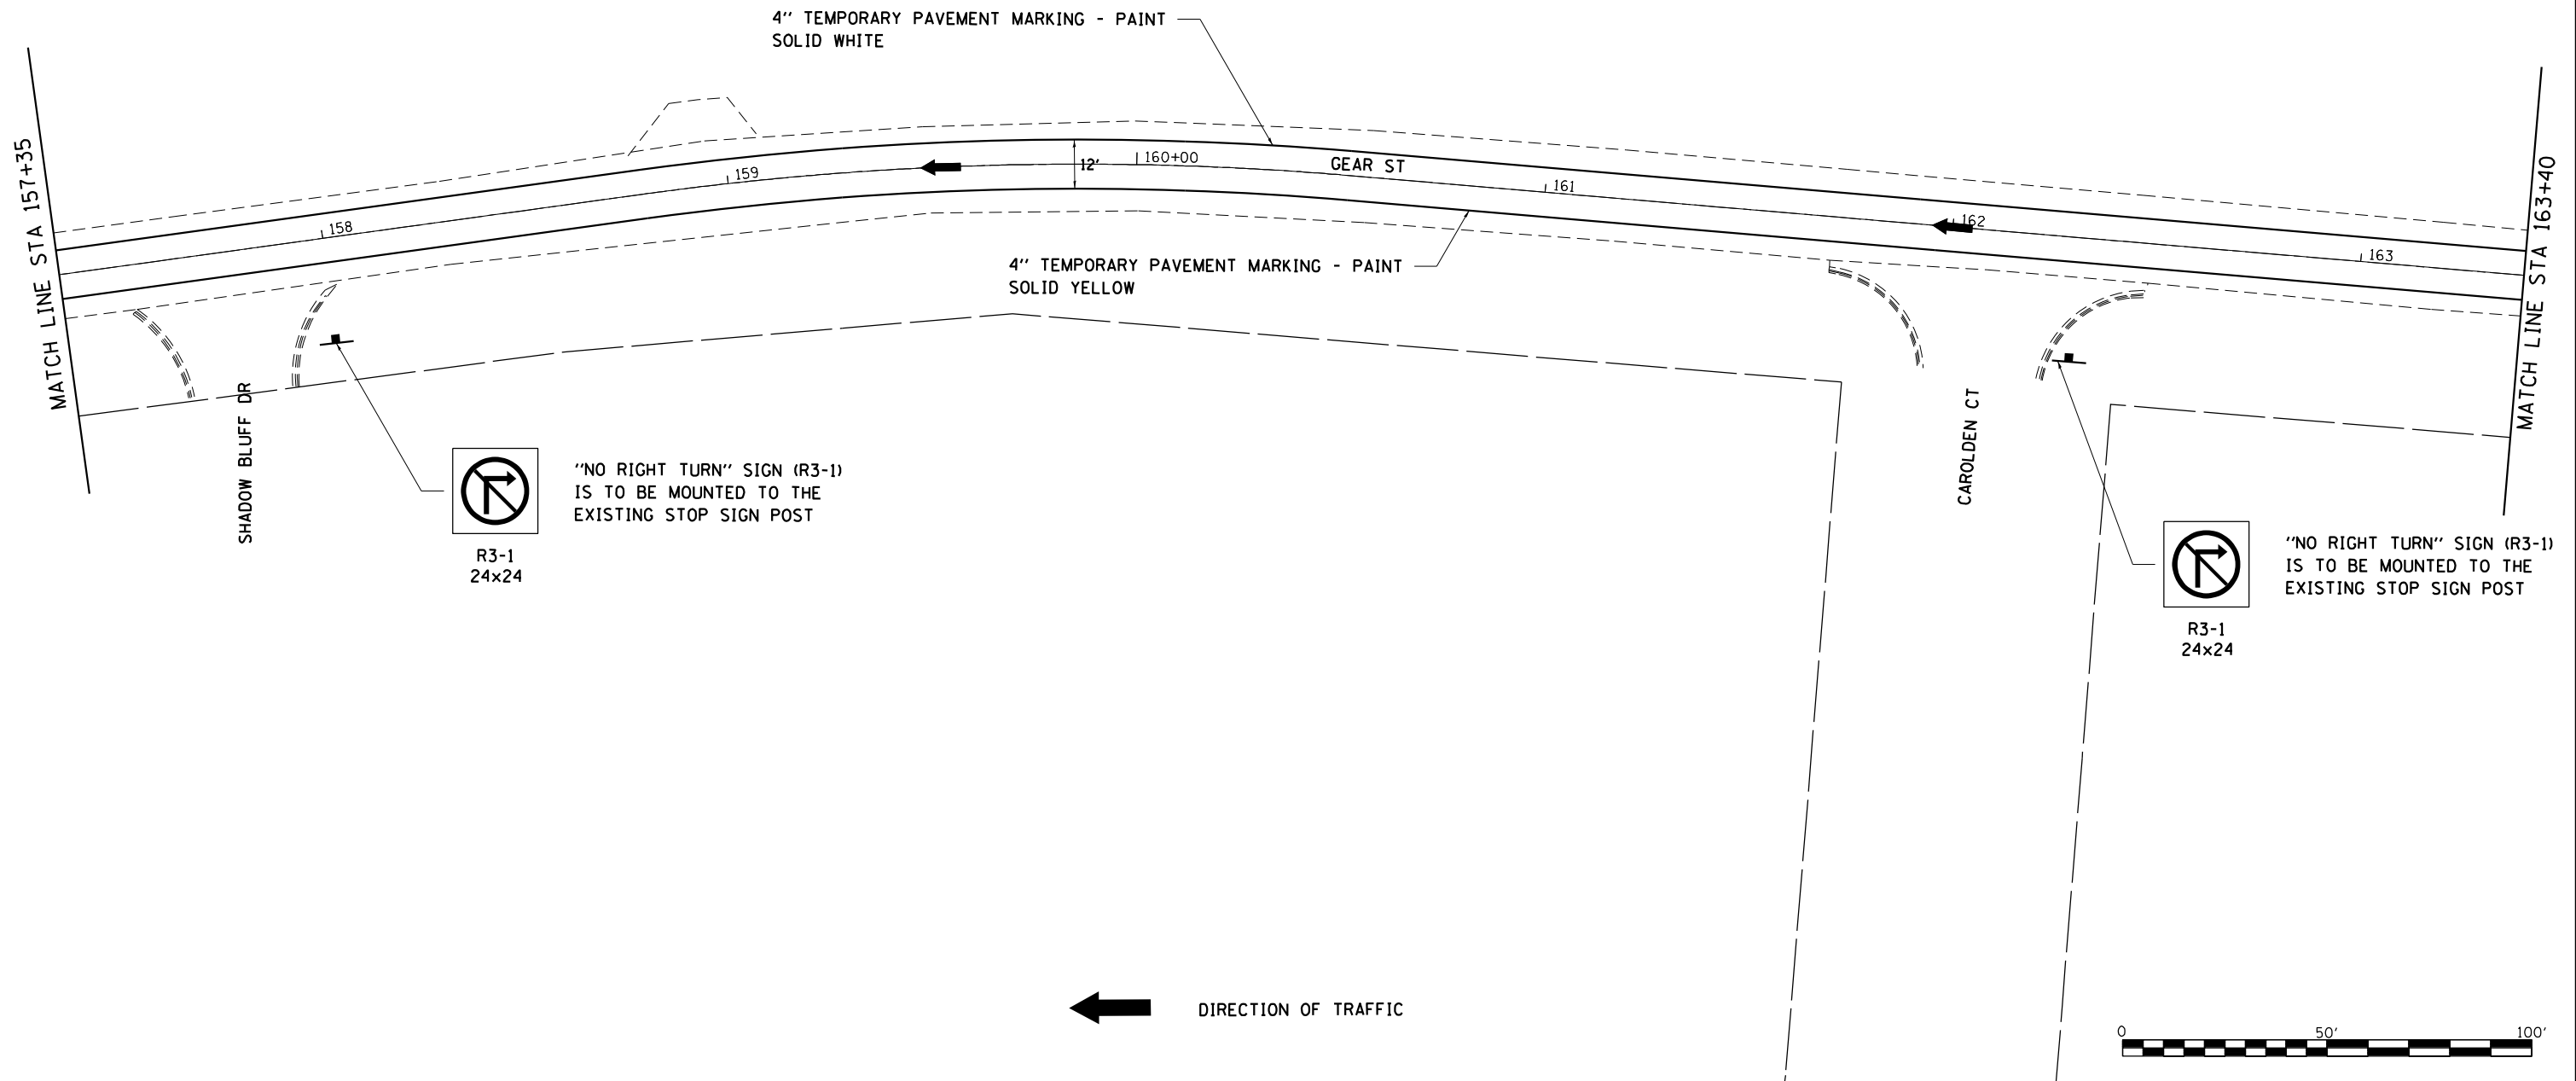 4" TEMPORARY PAVEMENT MARKING - PAINT
SOLID WHITE
MATCH LINE STA 157+35
158
159
12'
160+00
GEAR ST
161
162
163
MATCH LINE STA 163+40
4" TEMPORARY PAVEMENT MARKING - PAINT
SOLID YELLOW
SHADOW BLUFF DR
CAROLDEN CT
"NO RIGHT TURN" SIGN (R3-1)
IS TO BE MOUNTED TO THE
EXISTING STOP SIGN POST
R3-1
24x24
"NO RIGHT TURN" SIGN (R3-1)
IS TO BE MOUNTED TO THE
EXISTING STOP SIGN POST
R3-1
24x24
DIRECTION OF TRAFFIC
0 50' 100'